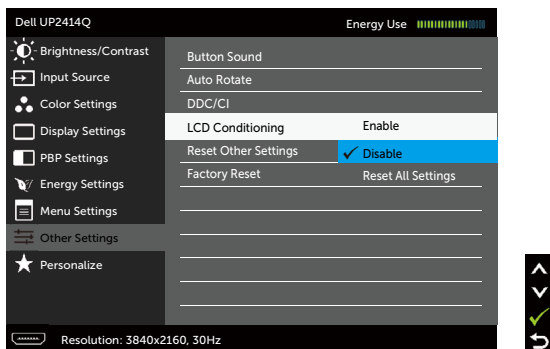 Dell UP2414Q
Energy Use
Brightness/Contrast
Input Source
Color Settings
Display Settings
PBP Settings
Energy Settings
Menu Settings
Other Settings
Personalize
Button Sound
Auto Rotate
DDC/CI
LCD Conditioning
Enable
Reset Other Settings
Disable
Factory Reset
Reset All Settings
Resolution: 3840x2160, 30Hz